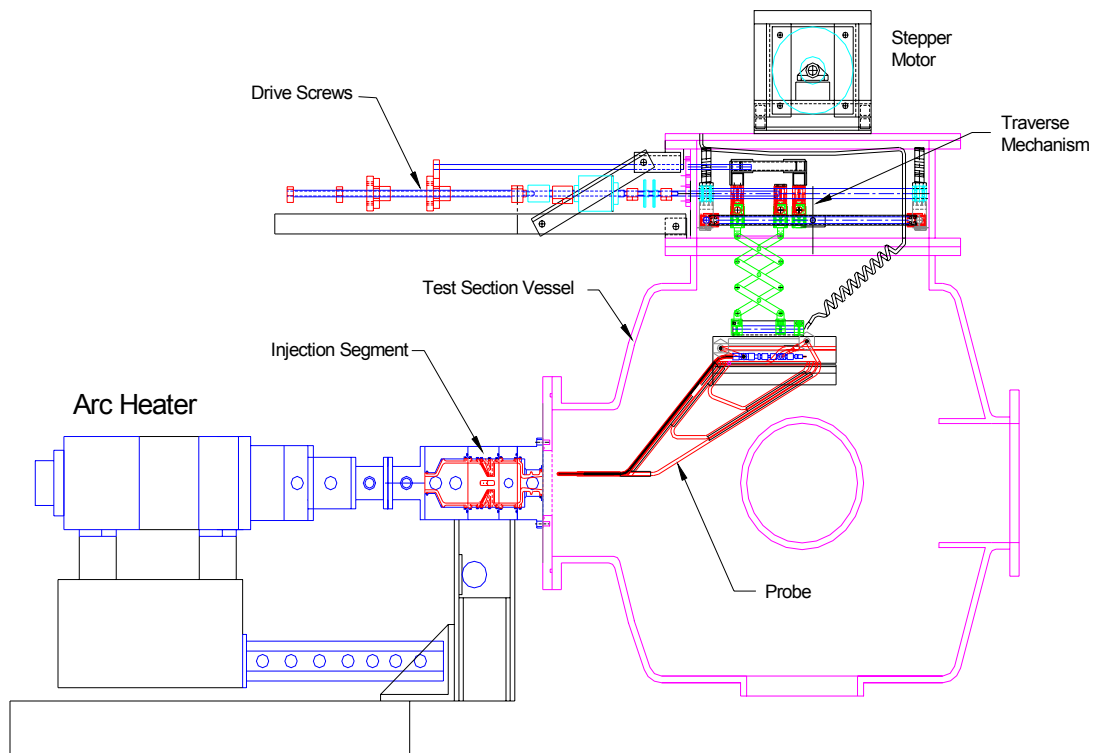 Stepper
Motor
Drive Screws
Traverse
Mechanism
Test Section Vessel
Injection Segment
Arc Heater
Probe